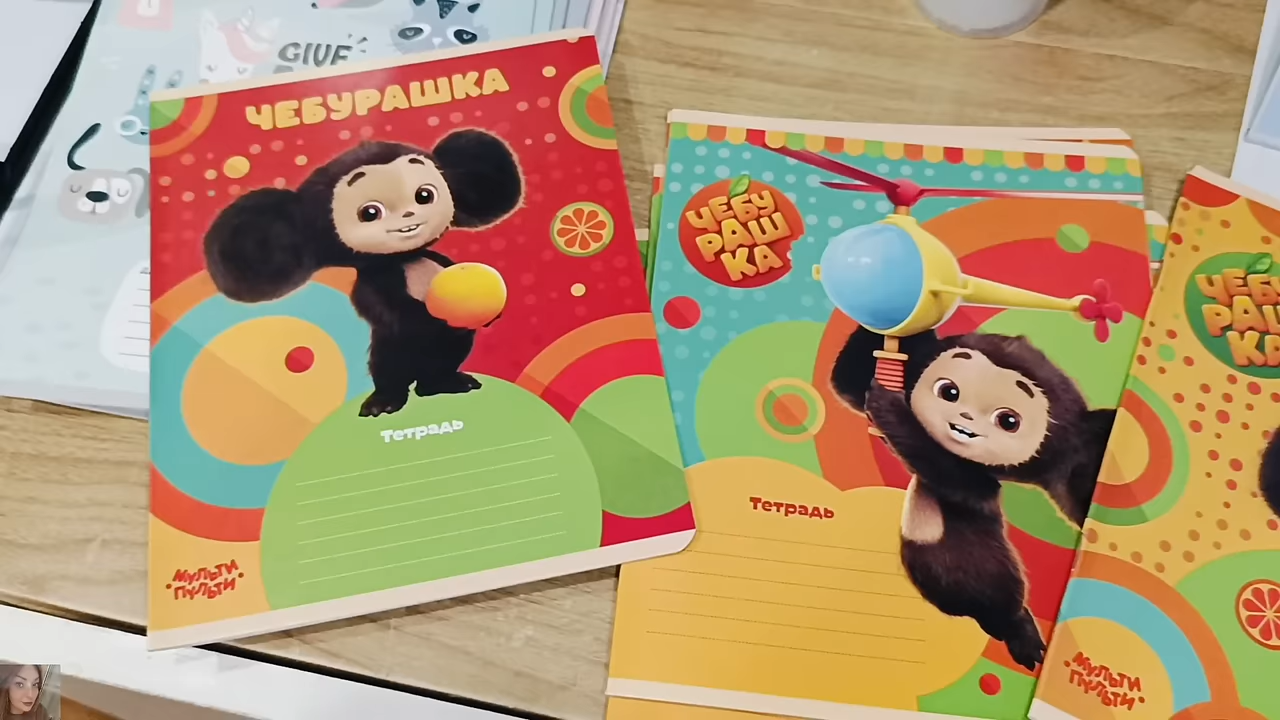 GIVE
ЧЕБУРАШКА
Тетрадь
МУЛЬТИ
ПУЛЬТИ
ЧЕБУ
РАШ
КА
Тетрадь
ЧЕБУ
РАШ
КА
МУЛЬТИ
ПУЛЬТИ